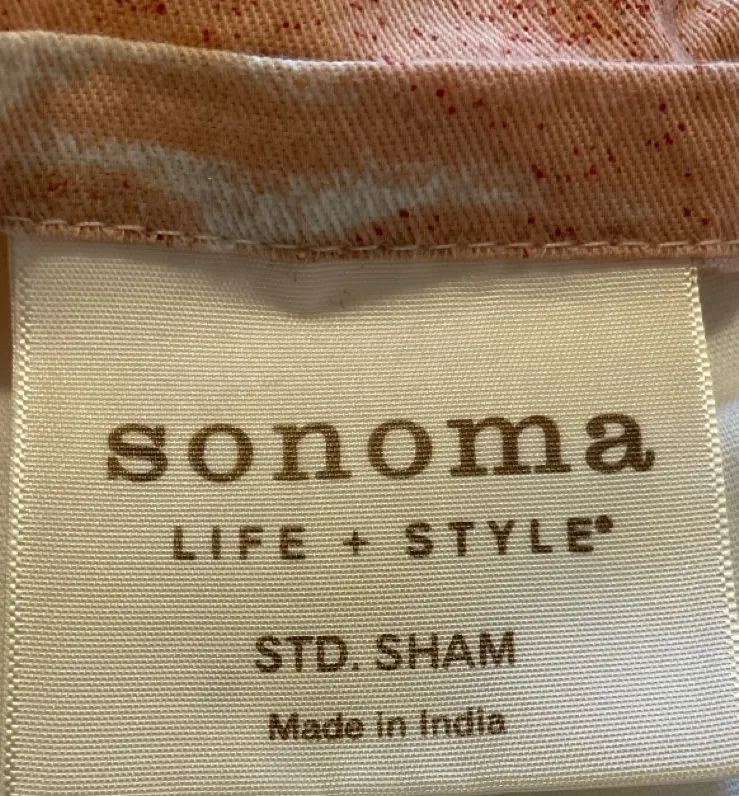 sonoma
LIFE + STYLE®
STD. SHAM
Made in India